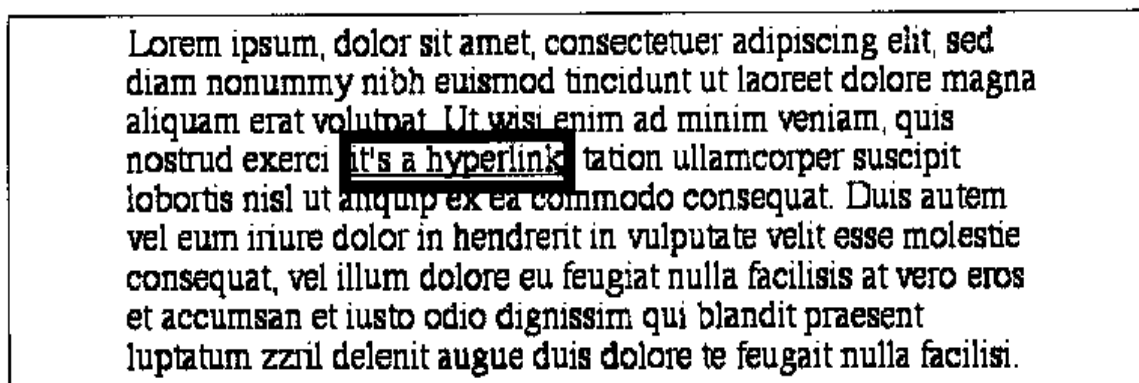 Lorem ipsum, dolor sit amet, consectetuer adipiscing elit, sed
diam nonummy nibh euismod tincidunt ut laoreet dolore magna
aliquam erat volutpat. Ut wisi enim ad minim veniam, quis
nostrud exerci it's a hyperlink tation ullamcorper suscipit
lobortis nisl ut aliquip ex ea commodo consequat. Duis autem
vel eum iriure dolor in hendrerit in vulputate velit esse molestie
consequat, vel illum dolore eu feugiat nulla facilisis at vero eros
et accumsan et iusto odio dignissim qui blandit praesent
luptatum zzril delenit augue duis dolore te feugait nulla facilisi.